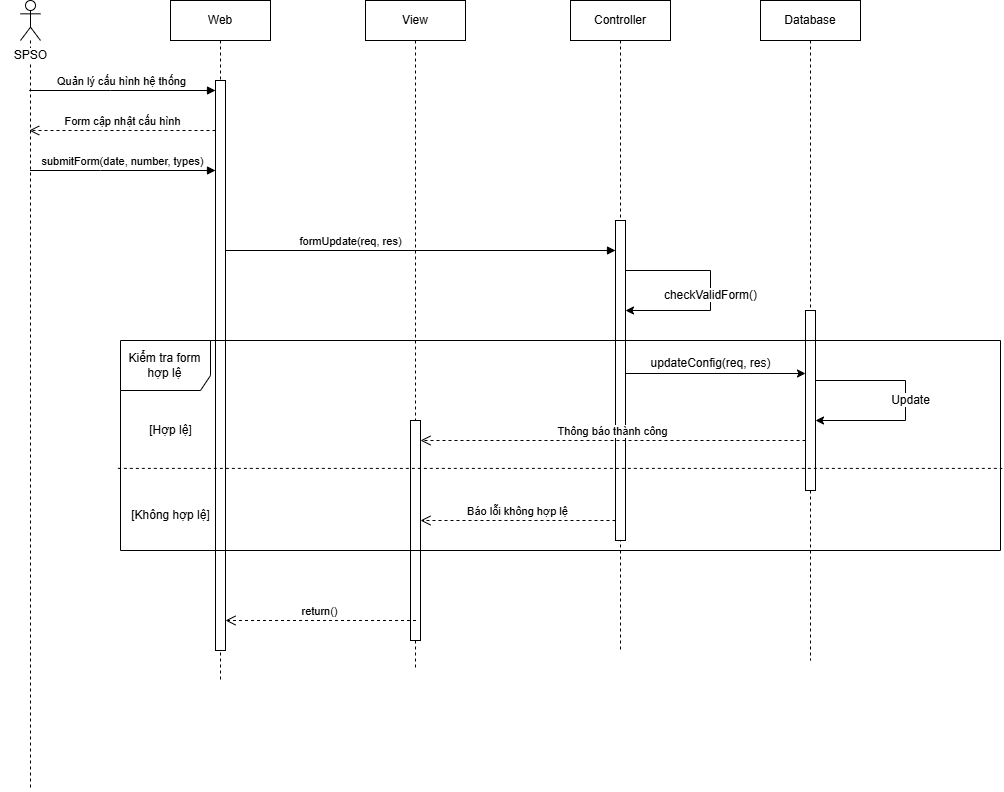 Web
View
Controller
Database
SPSO
Quản lý cấu hình hệ thống
Form cập nhật cấu hình
submitForm(date, number, types)
formUpdate(req, res)
checkValidForm()
Kiểm tra form
hợp lệ
updateConfig(req, res)
Update
[Hợp lệ]
Thông báo thành công
[Không hợp lệ]
Báo lỗi không hợp lệ
return()